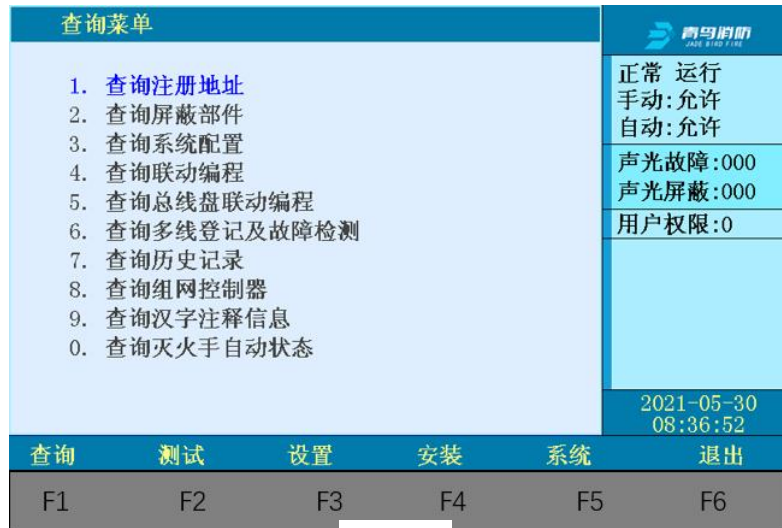 查询菜单
1. 查询注册地址
2. 查询屏蔽部件
3. 查询系统配置
4. 查询联动编程
5. 查询总线盘联动编程
6. 查询多线登记及故障检测
7. 查询历史记录
8. 查询组网控制器
9. 查询汉字注释信息
0. 查询灭火手自动状态
青鸟消防
JADE BIRD FIRE
正常 运行
手动:允许
自动:允许
声光故障:000
声光屏蔽:000
用户权限:0
2021-05-30
08:36:52
查询 测试 设置 安装 系统 退出
F1 F2 F3 F4 F5 F6